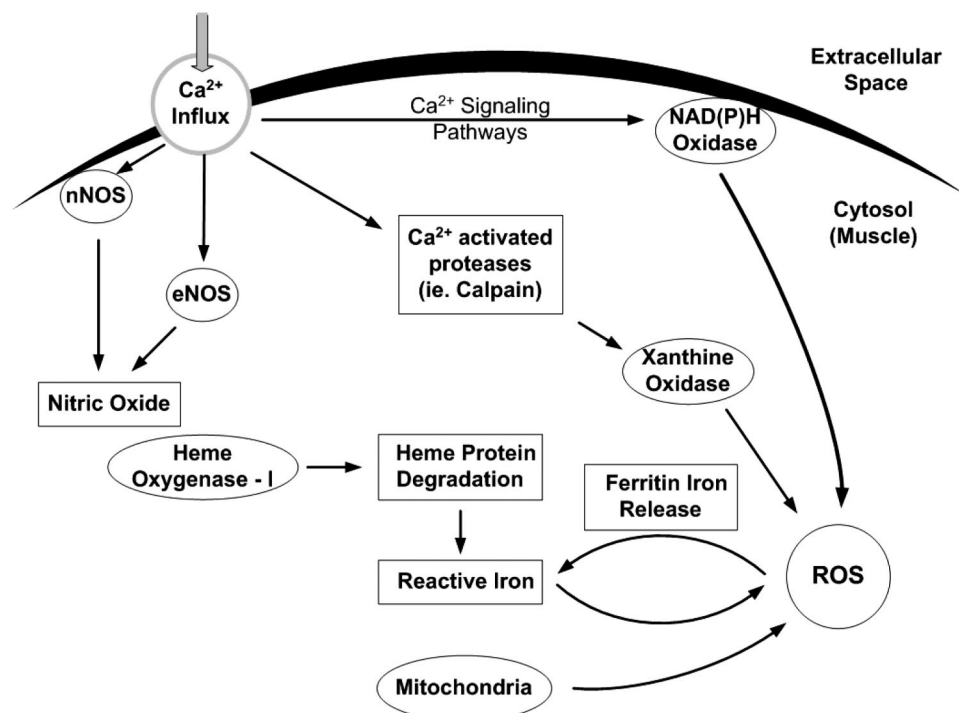 Extracellular
Space
Ca²⁺
Influx
Ca²⁺ Signaling
Pathways
NAD(P)H
Oxidase
nNOS
Cytosol
(Muscle)
Ca²⁺ activated
proteases
(ie. Calpain)
eNOS
Xanthine
Oxidase
Nitric Oxide
Heme
Oxygenase - I
Heme Protein
Degradation
Ferritin Iron
Release
Reactive Iron
ROS
Mitochondria